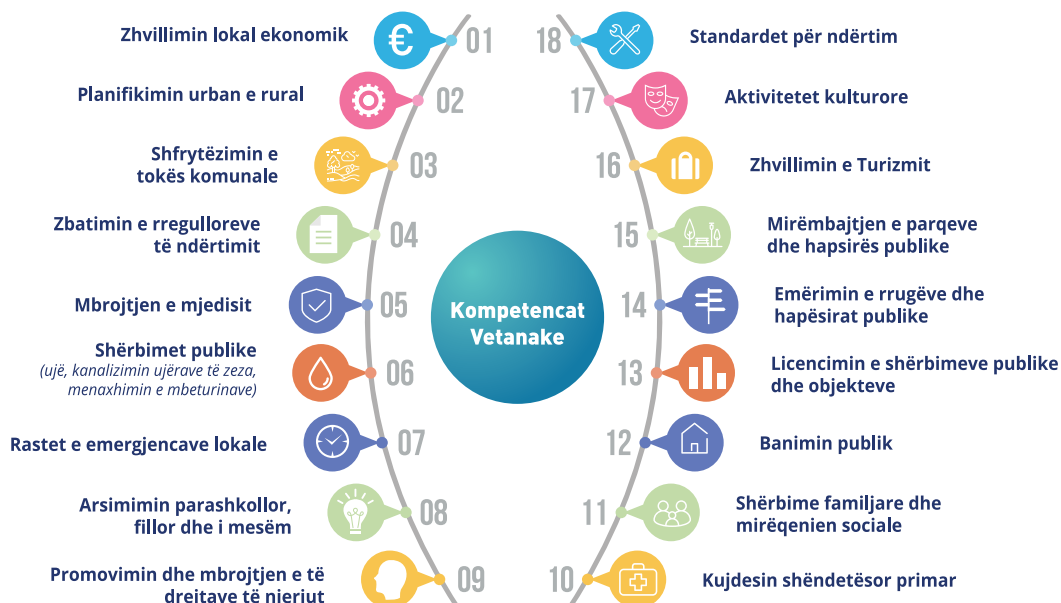 Zhvillimin lokal ekonomik
€
01
Planifikimin urban e rural
02
Shfrytëzimin e
tokës komunale
03
Zbatimin e rregulloreve
të ndërtimit
04
Mbrojtjen e mjedisit
05
Shërbimet publike
(ujë, kanalizimin ujërave të zeza,
menaxhimin e mbeturinave)
06
Rastet e emergjencave lokale
07
Arsimimin parashkollor,
fillor dhe i mesëm
08
Promovimin dhe mbrojtjen e të
drejtave të njeriut
09
Kompetencat
Vetanake
18
Standardet për ndërtim
17
Aktivitetet kulturore
16
Zhvillimin e Turizmit
15
Mirëmbajtjen e parqeve
dhe hapsirës publike
14
Emërimin e rrugëve dhe
hapësirat publike
13
Licencimin e shërbimeve publike
dhe objekteve
12
Banimin publik
11
Shërbime familjare dhe
mirëqenien sociale
10
Kujdesin shëndetësor primar